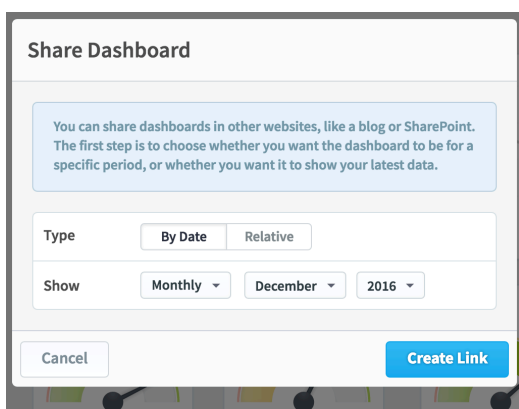 Share Dashboard
You can share dashboards in other websites, like a blog or SharePoint.
The first step is to choose whether you want the dashboard to be for a
specific period, or whether you want it to show your latest data.
Type By Date Relative
Show Monthly December 2016
Cancel Create Link